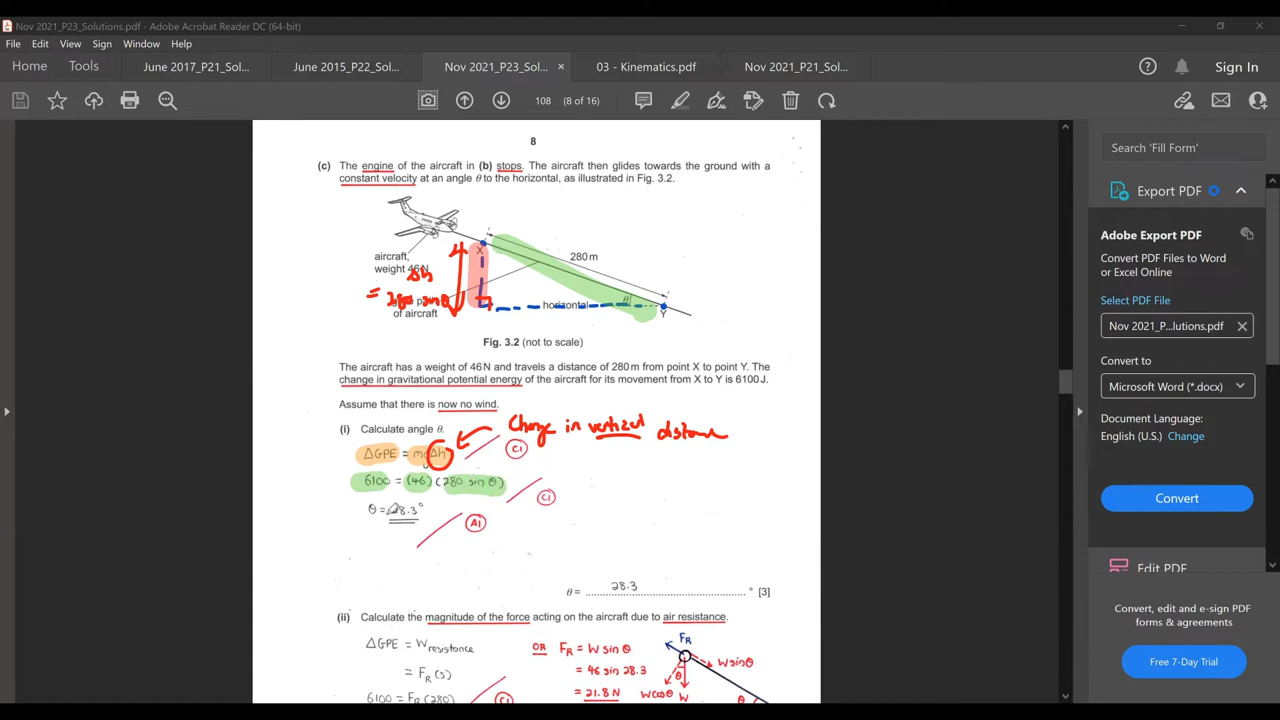 Nov 2021_P23_Solutions.pdf - Adobe Acrobat Reader DC (64-bit)
File Edit View Sign Window Help
Home Tools June 2017_P21_Sol... June 2015_P22_Sol... Nov 2021_P23_Sol... × 03 - Kinematics.pdf Nov 2021_P21_Sol... Sign In
108 (8 of 16)
8
(c) The engine of the aircraft in (b) stops. The aircraft then glides towards the ground with a
constant velocity at an angle θ to the horizontal, as illustrated in Fig. 3.2.
X
280 m
aircraft,
weight 46 N
Δh
= 280 sin θ
θ
horizontal
of aircraft
Y
Fig. 3.2 (not to scale)
The aircraft has a weight of 46 N and travels a distance of 280 m from point X to point Y. The
change in gravitational potential energy of the aircraft for its movement from X to Y is 6100 J.
Assume that there is now no wind.
(i) Calculate angle θ.
Change in vertical distance
ΔGPE = mgΔh
C1
6100 = (46)(280 sin θ)
C1
θ = 28.3°
A1
θ = 28.3 ° [3]
(ii) Calculate the magnitude of the force acting on the aircraft due to air resistance.
ΔGPE = Wresistance
= FR(s)
6100 = FR(280)
C1
OR FR = W sin θ
= 46 sin 28.3
= 21.8 N
FR
W sin θ
θ
W cos θ
W
θ
Search 'Fill Form'
Export PDF
Adobe Export PDF
Convert PDF Files to Word
or Excel Online
Select PDF File
Nov 2021_P...lutions.pdf
Convert to
Microsoft Word (*.docx)
Document Language:
English (U.S.) Change
Convert
Edit PDF
Convert, edit and e-sign PDF
forms & agreements
Free 7-Day Trial